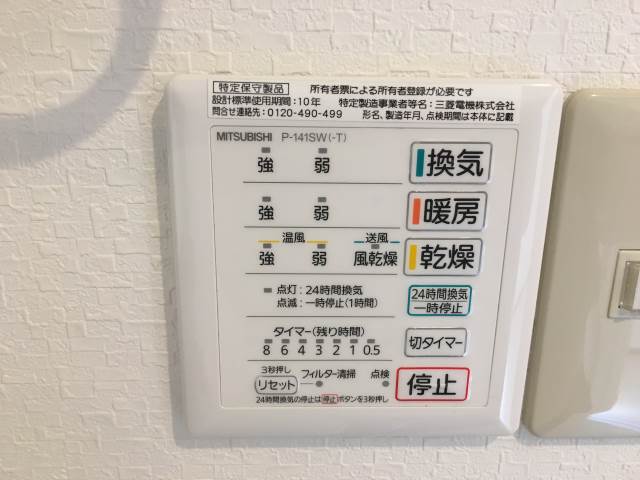 特定保守製品 所有者票による所有者登録が必要です
設計標準使用期間：10年 特定製造事業者等名：三菱電機株式会社
問合せ連絡先：0120-490-499 形名、製造年月、点検期間は本体に記載
MITSUBISHI P-141SW(-T)
強 弱 換気
強 弱 暖房
温風 送風
強 弱 風乾燥 乾燥
点灯：24時間換気
点滅：一時停止(1時間)
24時間換気
一時停止
タイマー(残り時間)
8 6 4 3 2 1 0.5
切タイマー
3秒押し
リセット フィルター清掃 点検
停止
24時間換気の停止は停止ボタンを3秒押し